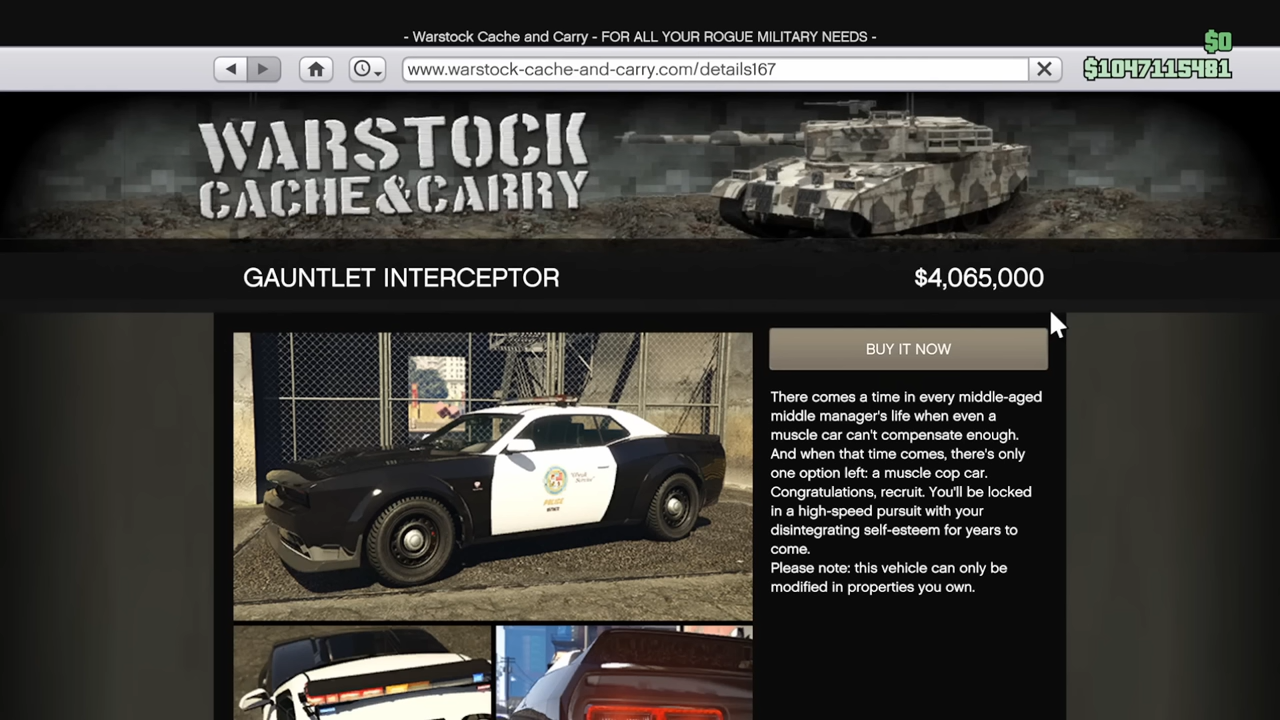 - Warstock Cache and Carry - FOR ALL YOUR ROGUE MILITARY NEEDS -
$0
www.warstock-cache-and-carry.com/details167
$1047115481
WARSTOCK
CACHE&CARRY
GAUNTLET INTERCEPTOR
$4,065,000
BUY IT NOW
There comes a time in every middle-aged
middle manager's life when even a
muscle car can't compensate enough.
And when that time comes, there's only
one option left: a muscle cop car.
Congratulations, recruit. You'll be locked
in a high-speed pursuit with your
disintegrating self-esteem for years to
come.
Please note: this vehicle can only be
modified in properties you own.
POLICE